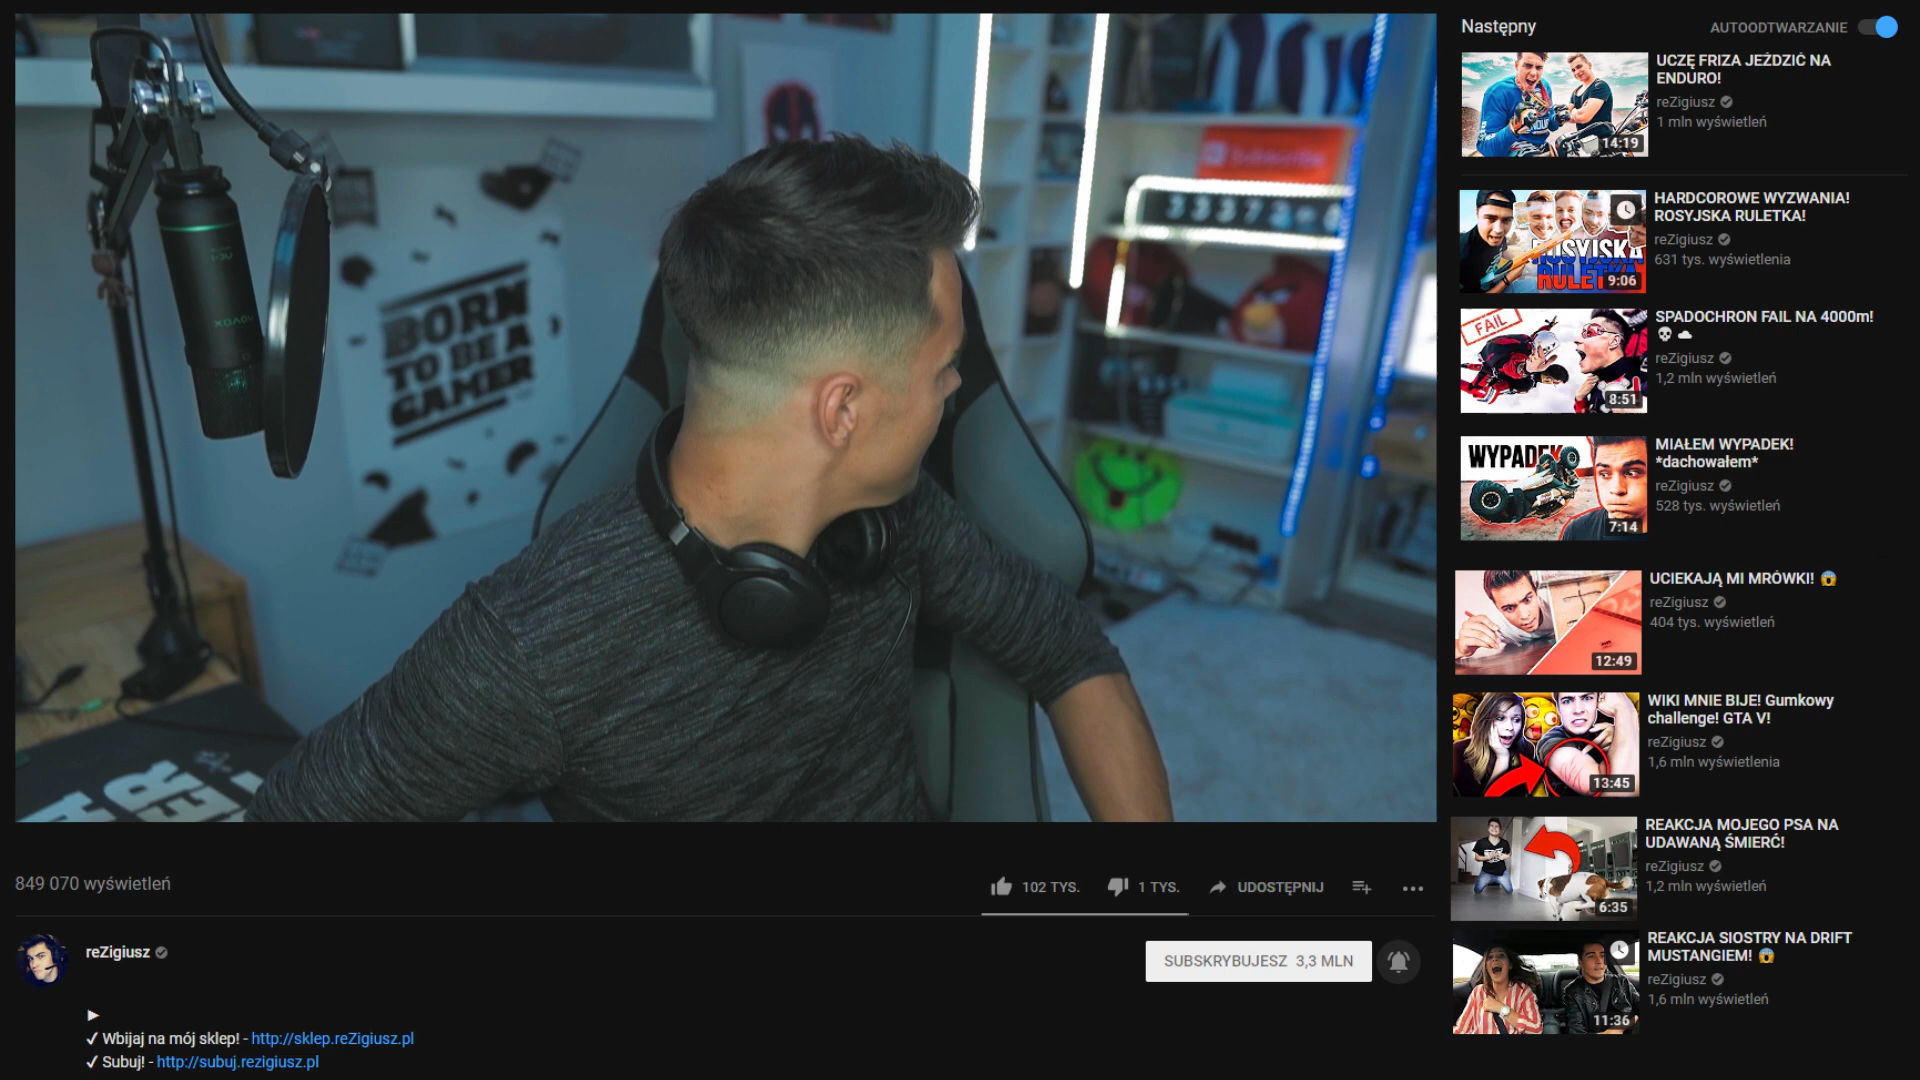 BORN
TO BE A
GAMER
Subscribe
849 070 wyświetleń
102 TYS.
1 TYS.
UDOSTĘPNIJ
reZigiusz
SUBSKRYBUJESZ 3,3 MLN
✓ Wbijaj na mój sklep! - http://sklep.reZigiusz.pl
✓ Subuj! - http://subuj.rezigiusz.pl
Następny
AUTOODTWARZANIE
14:19
UCZĘ FRIZA JEŹDZIĆ NA
ENDURO!
reZigiusz
1 mln wyświetleń
ROSYJSKA
RULETKA
9:06
HARDCOROWE WYZWANIA!
ROSYJSKA RULETKA!
reZigiusz
631 tys. wyświetlenia
FAIL
8:51
SPADOCHRON FAIL NA 4000m!
💀 ☁
reZigiusz
1,2 mln wyświetleń
WYPADEK
7:14
MIAŁEM WYPADEK!
*dachowałem*
reZigiusz
528 tys. wyświetleń
12:49
UCIEKAJĄ MI MRÓWKI! 😱
reZigiusz
404 tys. wyświetleń
13:45
WIKI MNIE BIJE! Gumkowy
challenge! GTA V!
reZigiusz
1,6 mln wyświetlenia
6:35
REAKCJA MOJEGO PSA NA
UDAWANĄ ŚMIERĆ!
reZigiusz
1,2 mln wyświetleń
11:36
REAKCJA SIOSTRY NA DRIFT
MUSTANGIEM! 😱
reZigiusz
1,6 mln wyświetleń